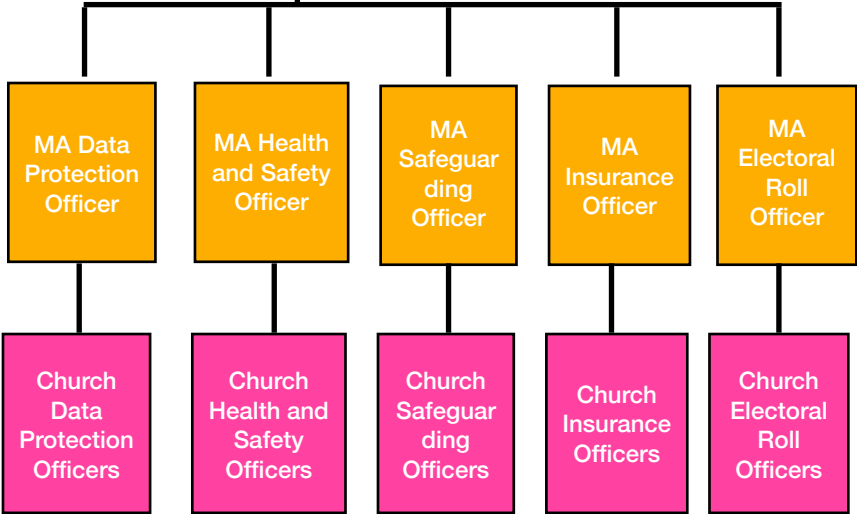 MA Data
Protection
Officer
MA Health
and Safety
Officer
MA
Safeguar
ding
Officer
MA
Insurance
Officer
MA
Electoral
Roll
Officer
Church
Data
Protection
Officers
Church
Health and
Safety
Officers
Church
Safeguar
ding
Officers
Church
Insurance
Officers
Church
Electoral
Roll
Officers